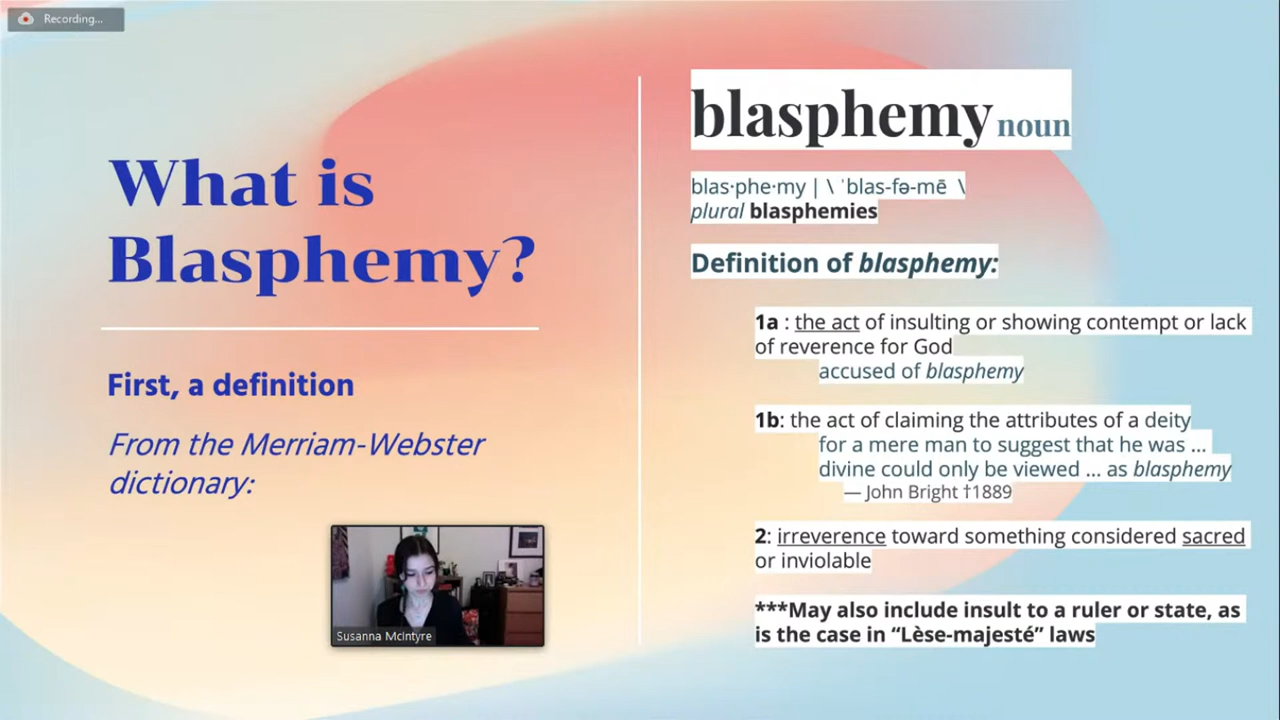 Recording...
What is
Blasphemy?
First, a definition
From the Merriam-Webster
dictionary:
Susanna McIntyre
blasphemy noun
blas·phe·my | \ ˈblas-fə-mē \
plural blasphemies
Definition of blasphemy:
1a : the act of insulting or showing contempt or lack
of reverence for God
accused of blasphemy
1b: the act of claiming the attributes of a deity
for a mere man to suggest that he was ...
divine could only be viewed ... as blasphemy
— John Bright †1889
2: irreverence toward something considered sacred
or inviolable
***May also include insult to a ruler or state, as
is the case in “Lèse-majesté” laws